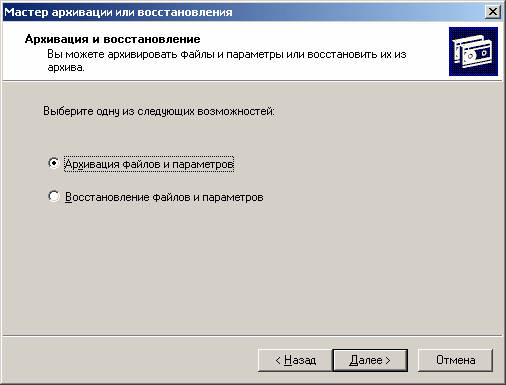 Мастер архивации или восстановления
Архивация и восстановление
Вы можете архивировать файлы и параметры или восстановить их из
архива.
Выберите одну из следующих возможностей:
Архивация файлов и параметров
Восстановление файлов и параметров
< Назад
Далее >
Отмена